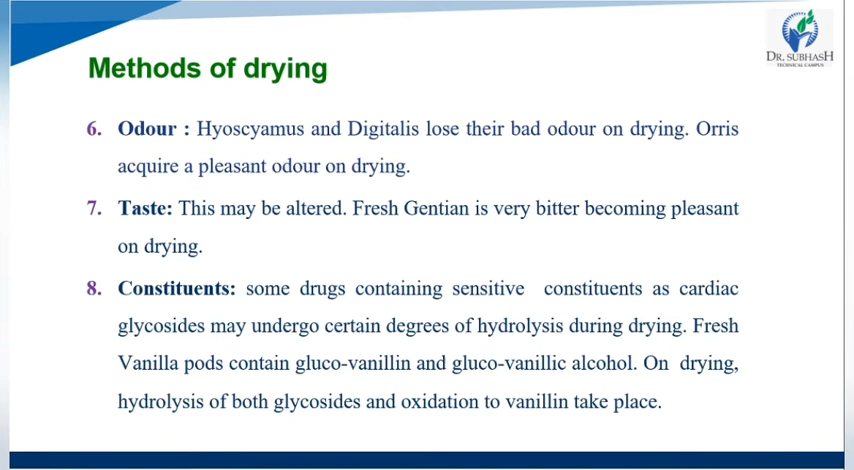 DR. SUBHASH
TECHNICAL CAMPUS
Methods of drying
6. Odour : Hyoscyamus and Digitalis lose their bad odour on drying. Orris
acquire a pleasant odour on drying.
7. Taste: This may be altered. Fresh Gentian is very bitter becoming pleasant
on drying.
8. Constituents: some drugs containing sensitive constituents as cardiac
glycosides may undergo certain degrees of hydrolysis during drying. Fresh
Vanilla pods contain gluco-vanillin and gluco-vanillic alcohol. On drying,
hydrolysis of both glycosides and oxidation to vanillin take place.